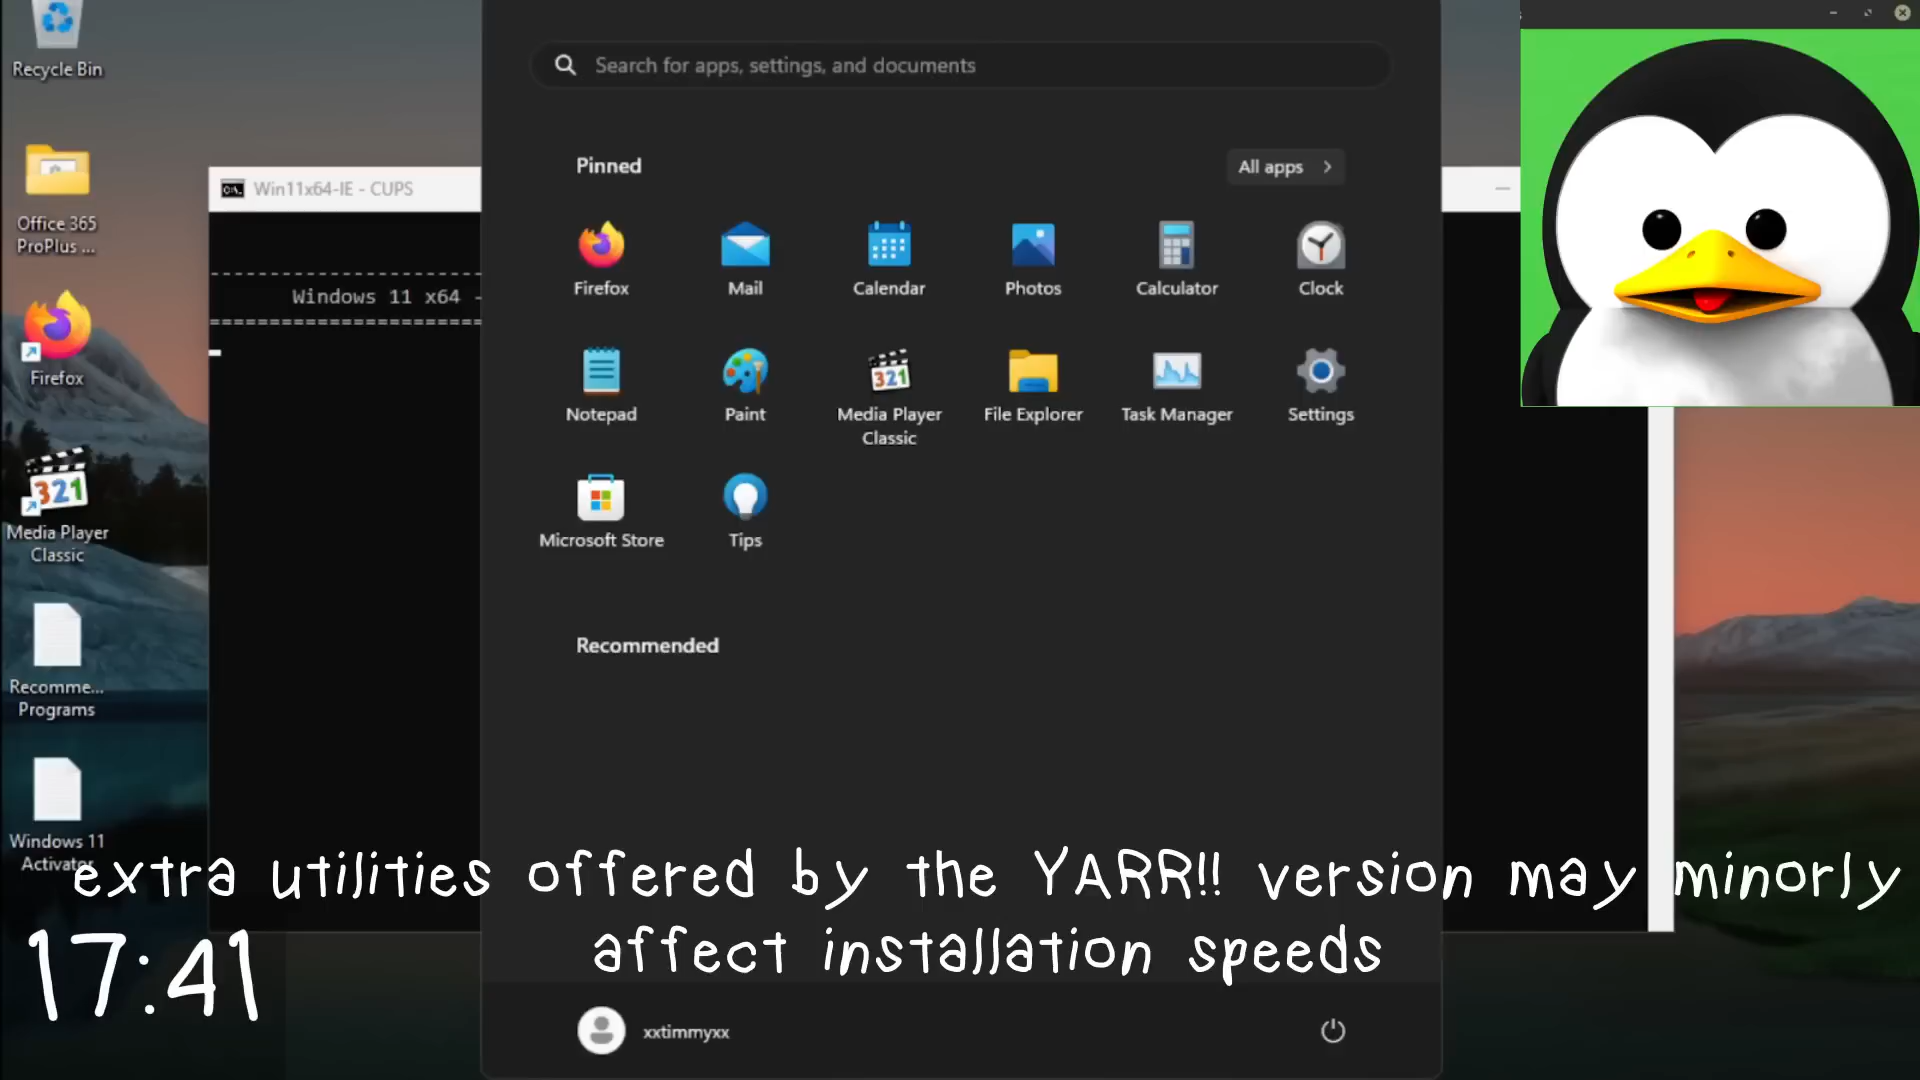 Recycle Bin
Office 365
ProPlus ...
Firefox
Media Player
Classic
Recomme...
Programs
Windows 11
Activator
Win11x64-IE - CUPS
Windows 11 x64 -
Search for apps, settings, and documents
Pinned
All apps
Firefox
Mail
Calendar
Photos
Calculator
Clock
Notepad
Paint
321
Media Player
Classic
File Explorer
Task Manager
Settings
Microsoft Store
Tips
Recommended
extra utilities offered by the YARR!! version may minorly
affect installation speeds
17:41
xxtimmyxx